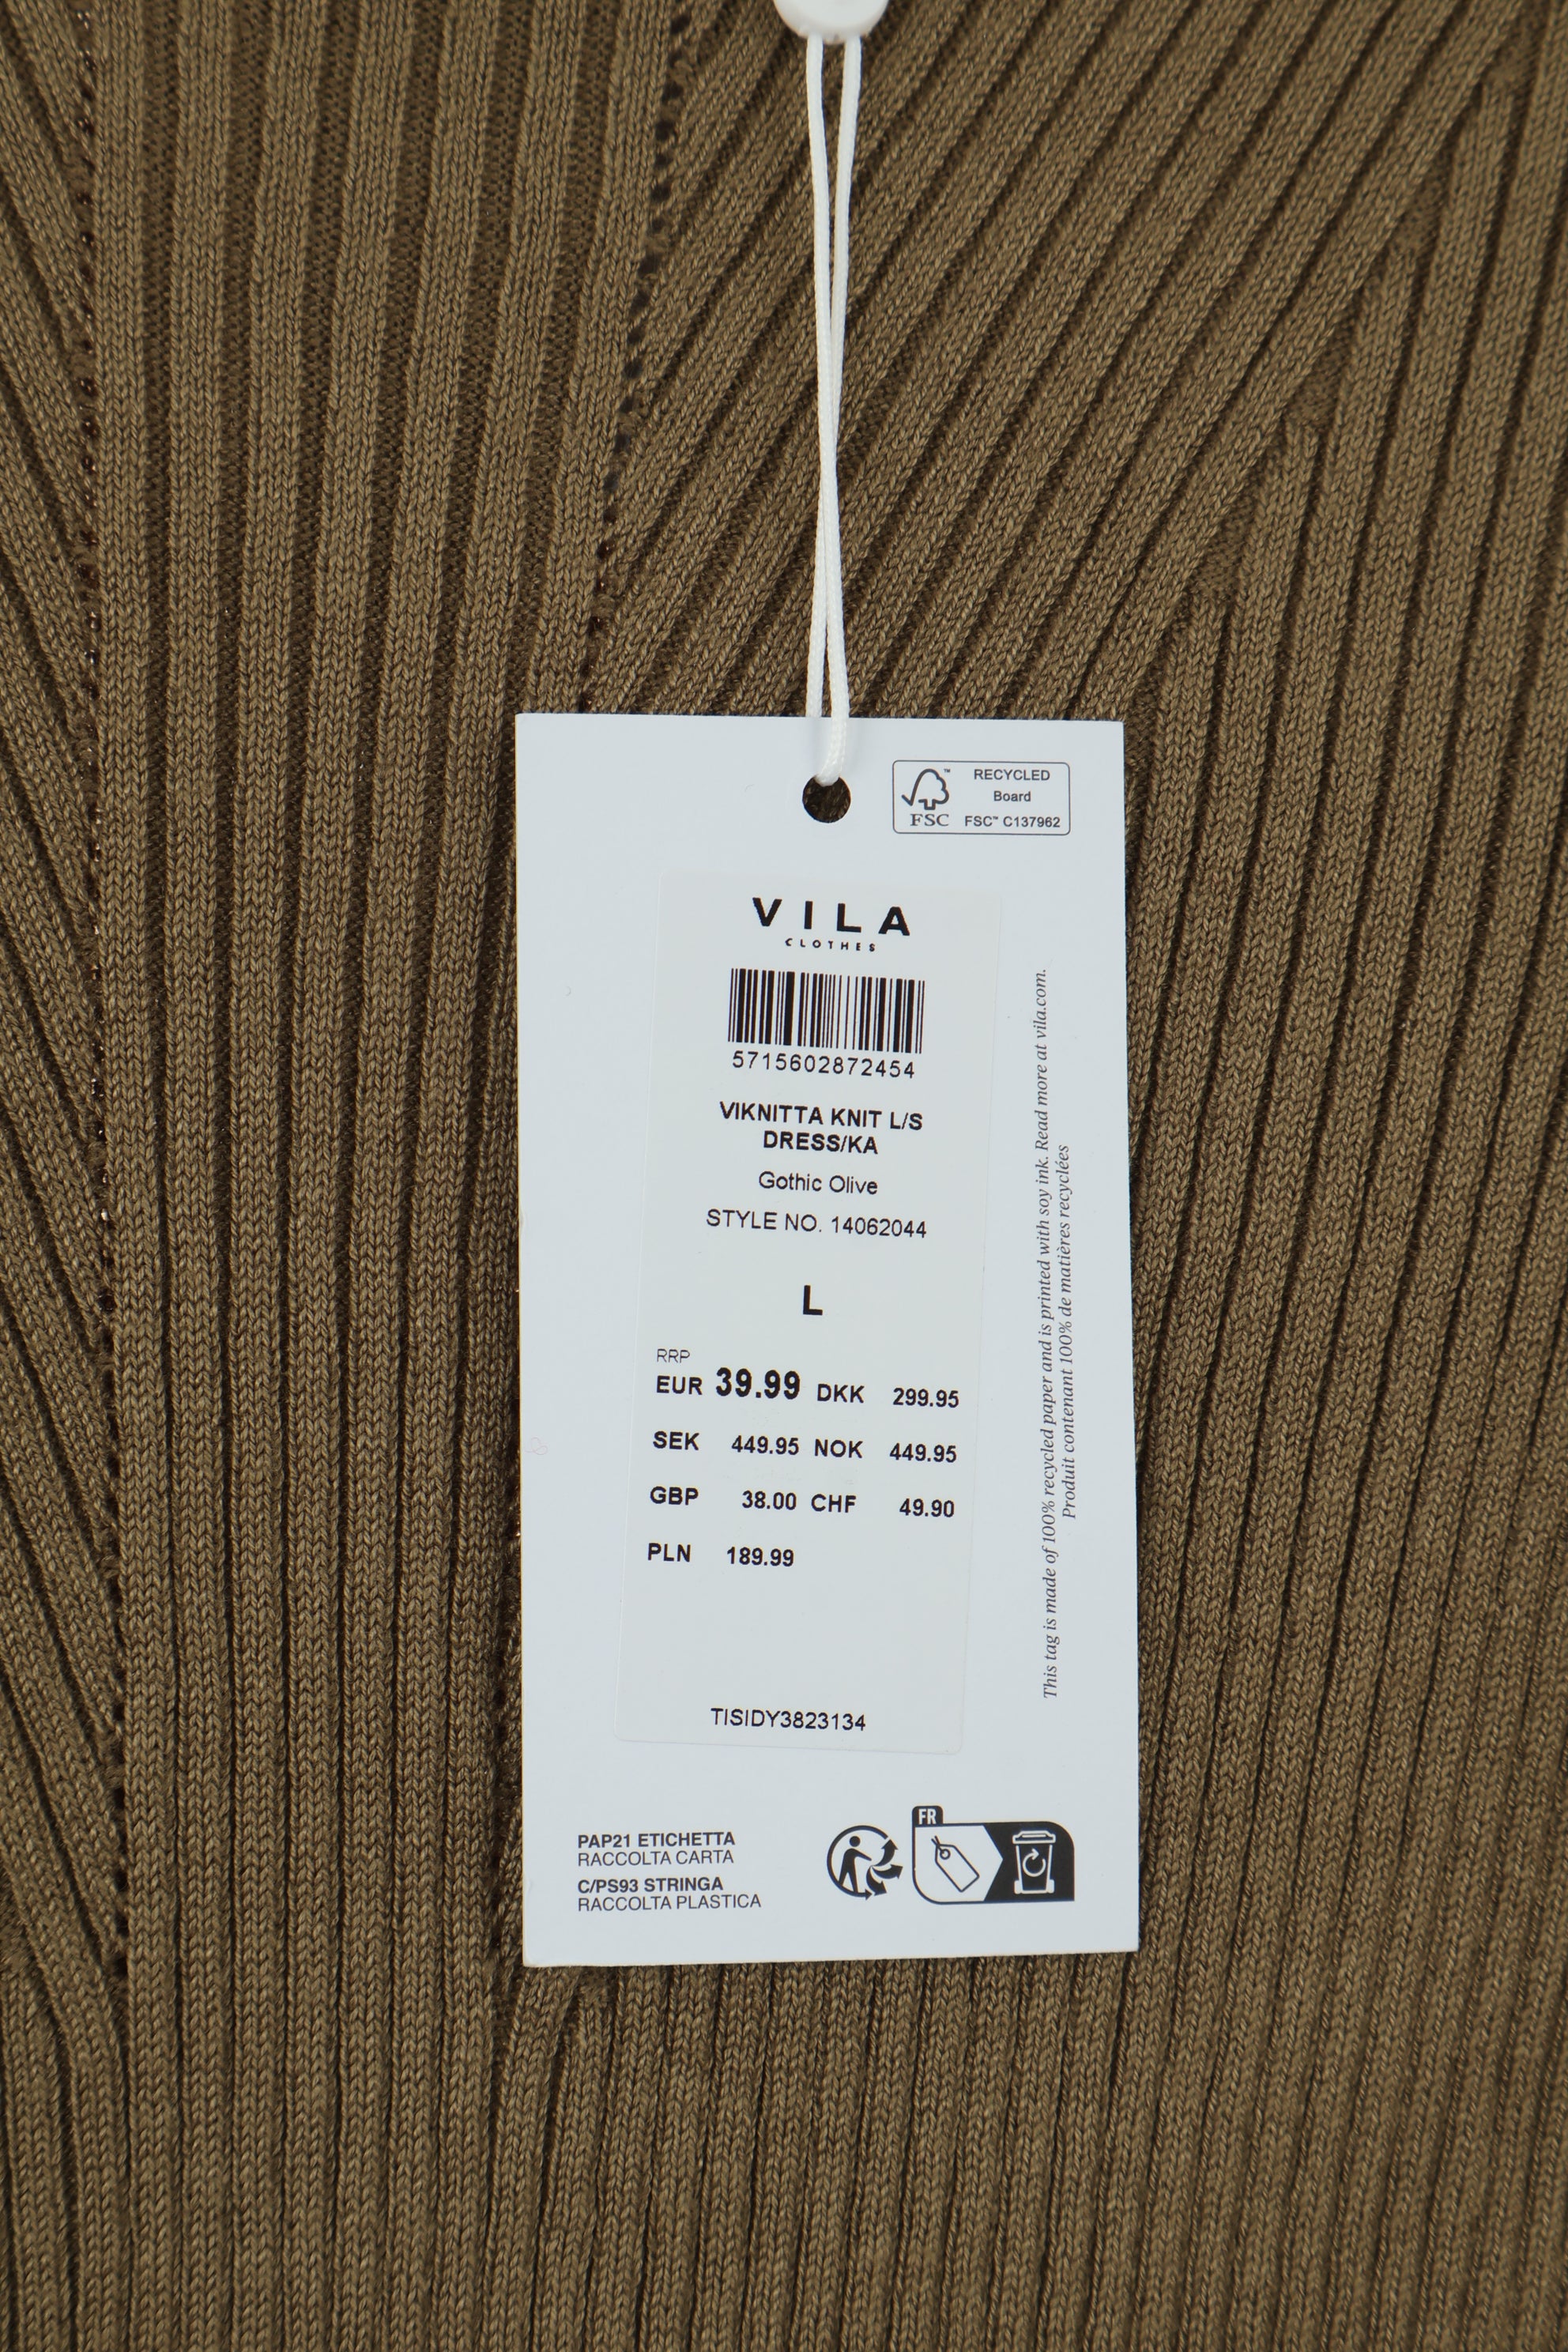 RECYCLED
Board
FSC™ C137962
FSC
VILA
CLOTHES
5715602872454
VIKNITTA KNIT L/S
DRESS/KA
Gothic Olive
STYLE NO. 14062044
L
RRP
EUR 39.99 DKK 299.95
SEK 449.95 NOK 449.95
GBP 38.00 CHF 49.90
PLN 189.99
TISIDY3823134
This tag is made of 100% recycled paper and is printed with soy ink. Read more at vila.com.
Produit contenant 100% de matières recyclées
PAP21 ETICHETTA
RACCOLTA CARTA
C/PS93 STRINGA
RACCOLTA PLASTICA
FR